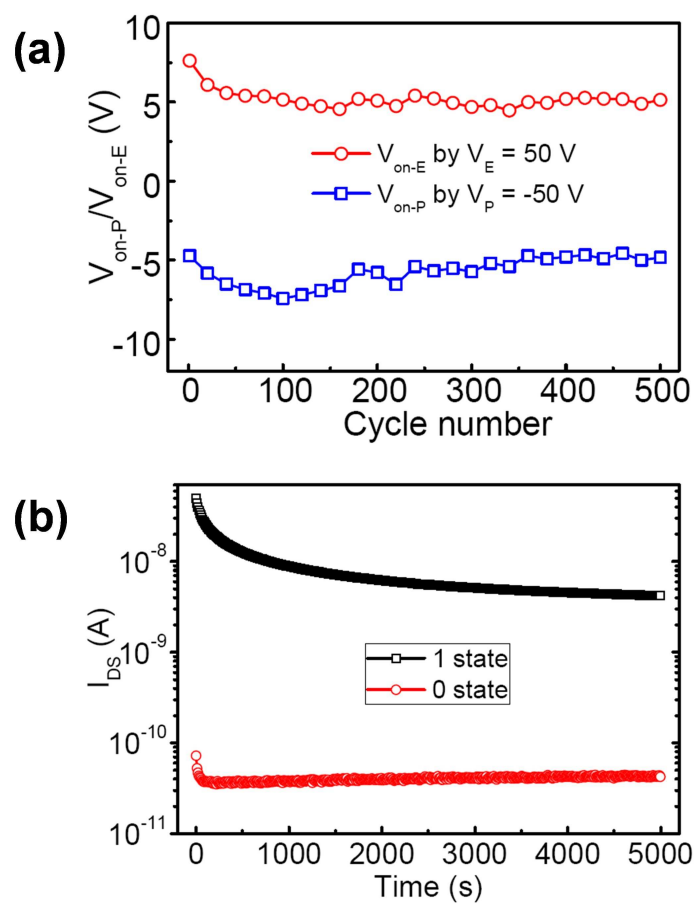 (a)
V_on-P/V_on-E (V)
10
5
0
-5
-10
V_on-E by V_E = 50 V
V_on-P by V_P = -50 V
0 100 200 300 400 500
Cycle number
(b)
I_DS (A)
10^-8
10^-9
10^-10
10^-11
1 state
0 state
0 1000 2000 3000 4000 5000
Time (s)